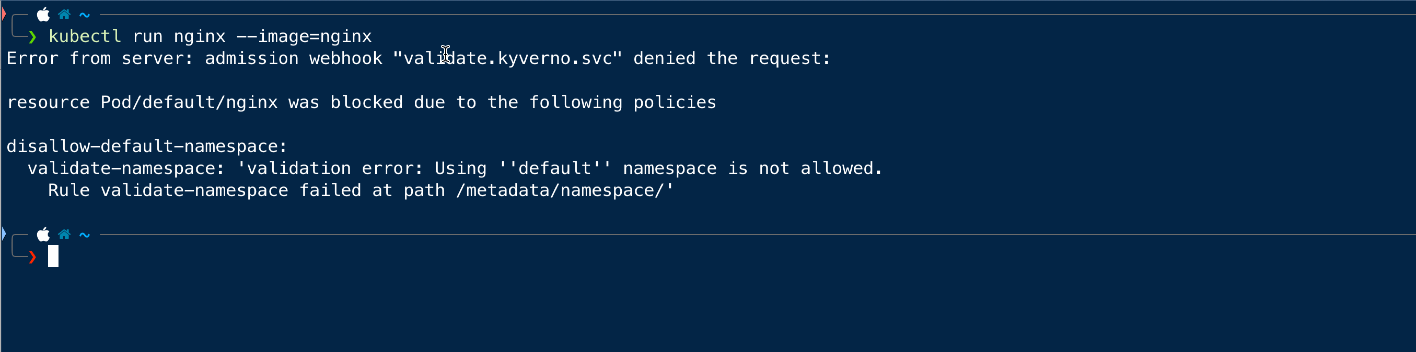 ~
❯ kubectl run nginx --image=nginx
Error from server: admission webhook "validate.kyverno.svc" denied the request:
resource Pod/default/nginx was blocked due to the following policies
disallow-default-namespace:
  validate-namespace: 'validation error: Using ''default'' namespace is not allowed.
    Rule validate-namespace failed at path /metadata/namespace/'
~
❯